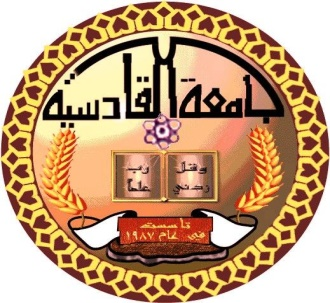 جامعة القادسية
وقل رب
زدني علما
تأسست
في عام ١٩٨٧